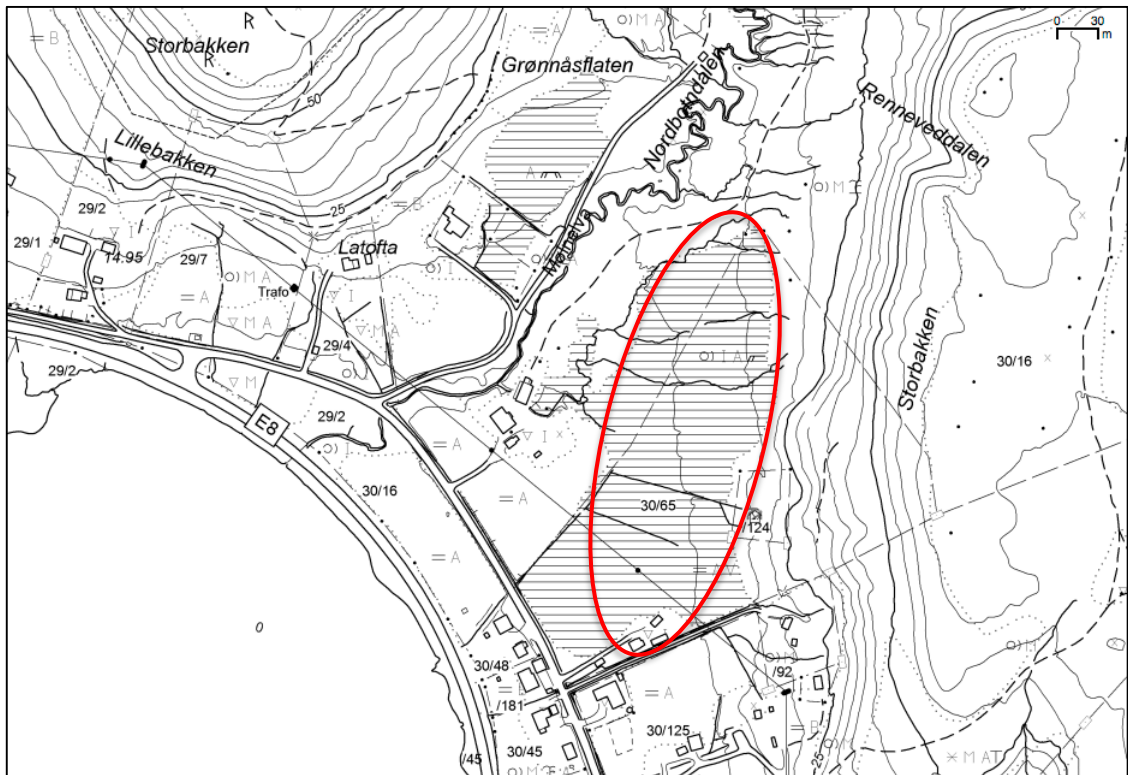 Storbakken
R
R
= B
50
O) M A
= A
Grønnåsflaten
0 30
m
Lillebakken
Nordbotndalen
Renneveddalen
25
29/2
29/1
14.95
29/7
Latofta
Trafo
29/4
Mølnelva
A
= B
O) I
O) M A
▽ I
▽ M A
▽ M
29/2
29/2
E8
30/16
= A
= A
▽ I
= A
O) I A
30/65
/124
= A V
Storbakken
30/16
0
30/48
/181
30/45
/45
/92
= A
30/125
= B
25
O) M
O) M
✳ M A T